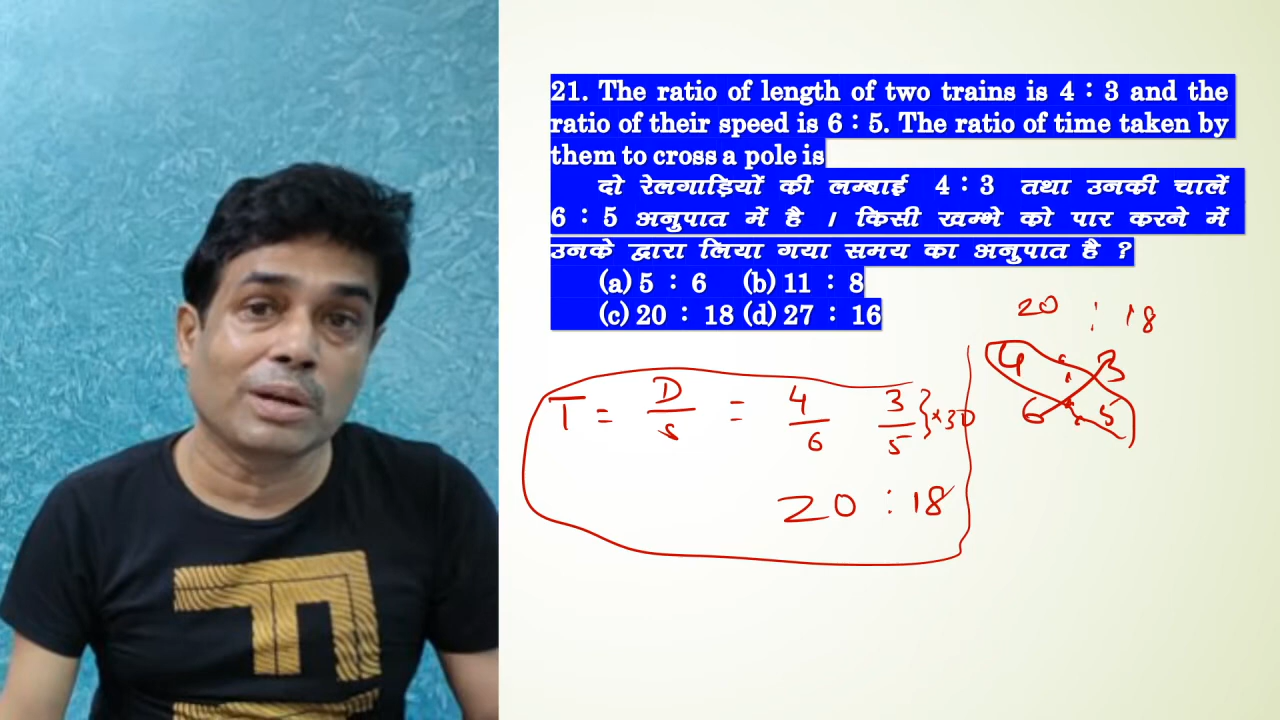 21. The ratio of length of two trains is 4 : 3 and the
ratio of their speed is 6 : 5. The ratio of time taken by
them to cross a pole is
दो रेलगाड़ियों की लम्बाई 4 : 3 तथा उनकी चालें
6 : 5 अनुपात में है । किसी खम्भे को पार करने में
उनके द्वारा लिया गया समय का अनुपात है ?
(a) 5 : 6 (b) 11 : 8
(c) 20 : 18 (d) 27 : 16
20 : 18
4 : 3
6 : 5
T = D/s = 4/6 3/5 } × 30
20 : 18